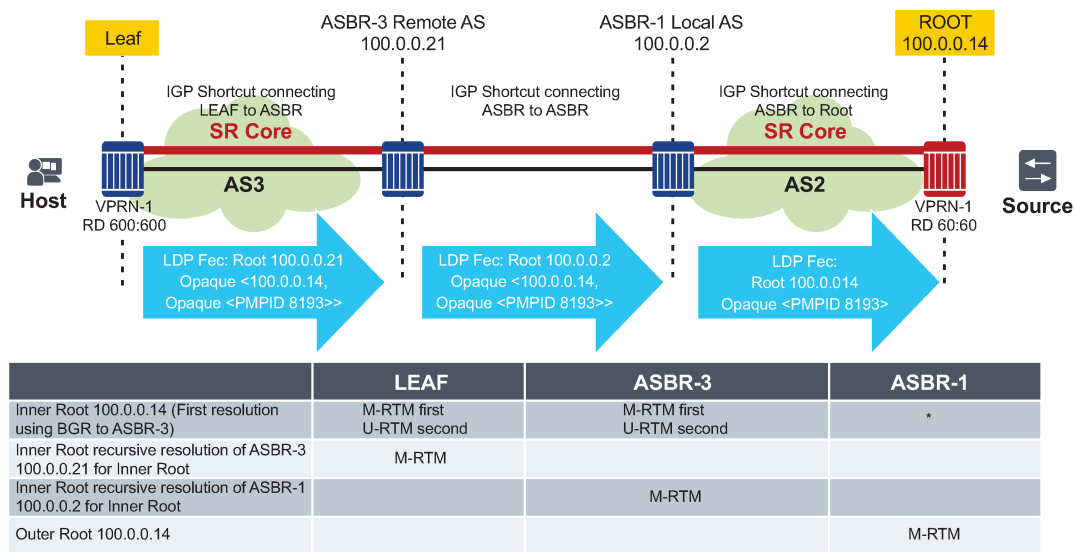 Leaf
ASBR-3 Remote AS
100.0.0.21
ASBR-1 Local AS
100.0.0.2
ROOT
100.0.0.14
IGP Shortcut connecting
LEAF to ASBR
IGP Shortcut connecting
ASBR to ASBR
IGP Shortcut connecting
ASBR to Root
SR Core
SR Core
AS3
AS2
Host
Source
VPRN-1
RD 600:600
VPRN-1
RD 60:60
LDP Fec: Root 100.0.0.21
Opaque <100.0.0.14,
Opaque <PMPID 8193>>
LDP Fec: Root 100.0.0.2
Opaque <100.0.0.14,
Opaque <PMPID 8193>>
LDP Fec:
Root 100.0.014
Opaque <PMPID 8193>
LEAF ASBR-3 ASBR-1
Inner Root 100.0.0.14 (First resolution
using BGR to ASBR-3)
M-RTM first
U-RTM second
M-RTM first
U-RTM second
*
Inner Root recursive resolution of ASBR-3
100.0.0.21 for Inner Root
M-RTM
Inner Root recursive resolution of ASBR-1
100.0.0.2 for Inner Root
M-RTM
Outer Root 100.0.0.14
M-RTM